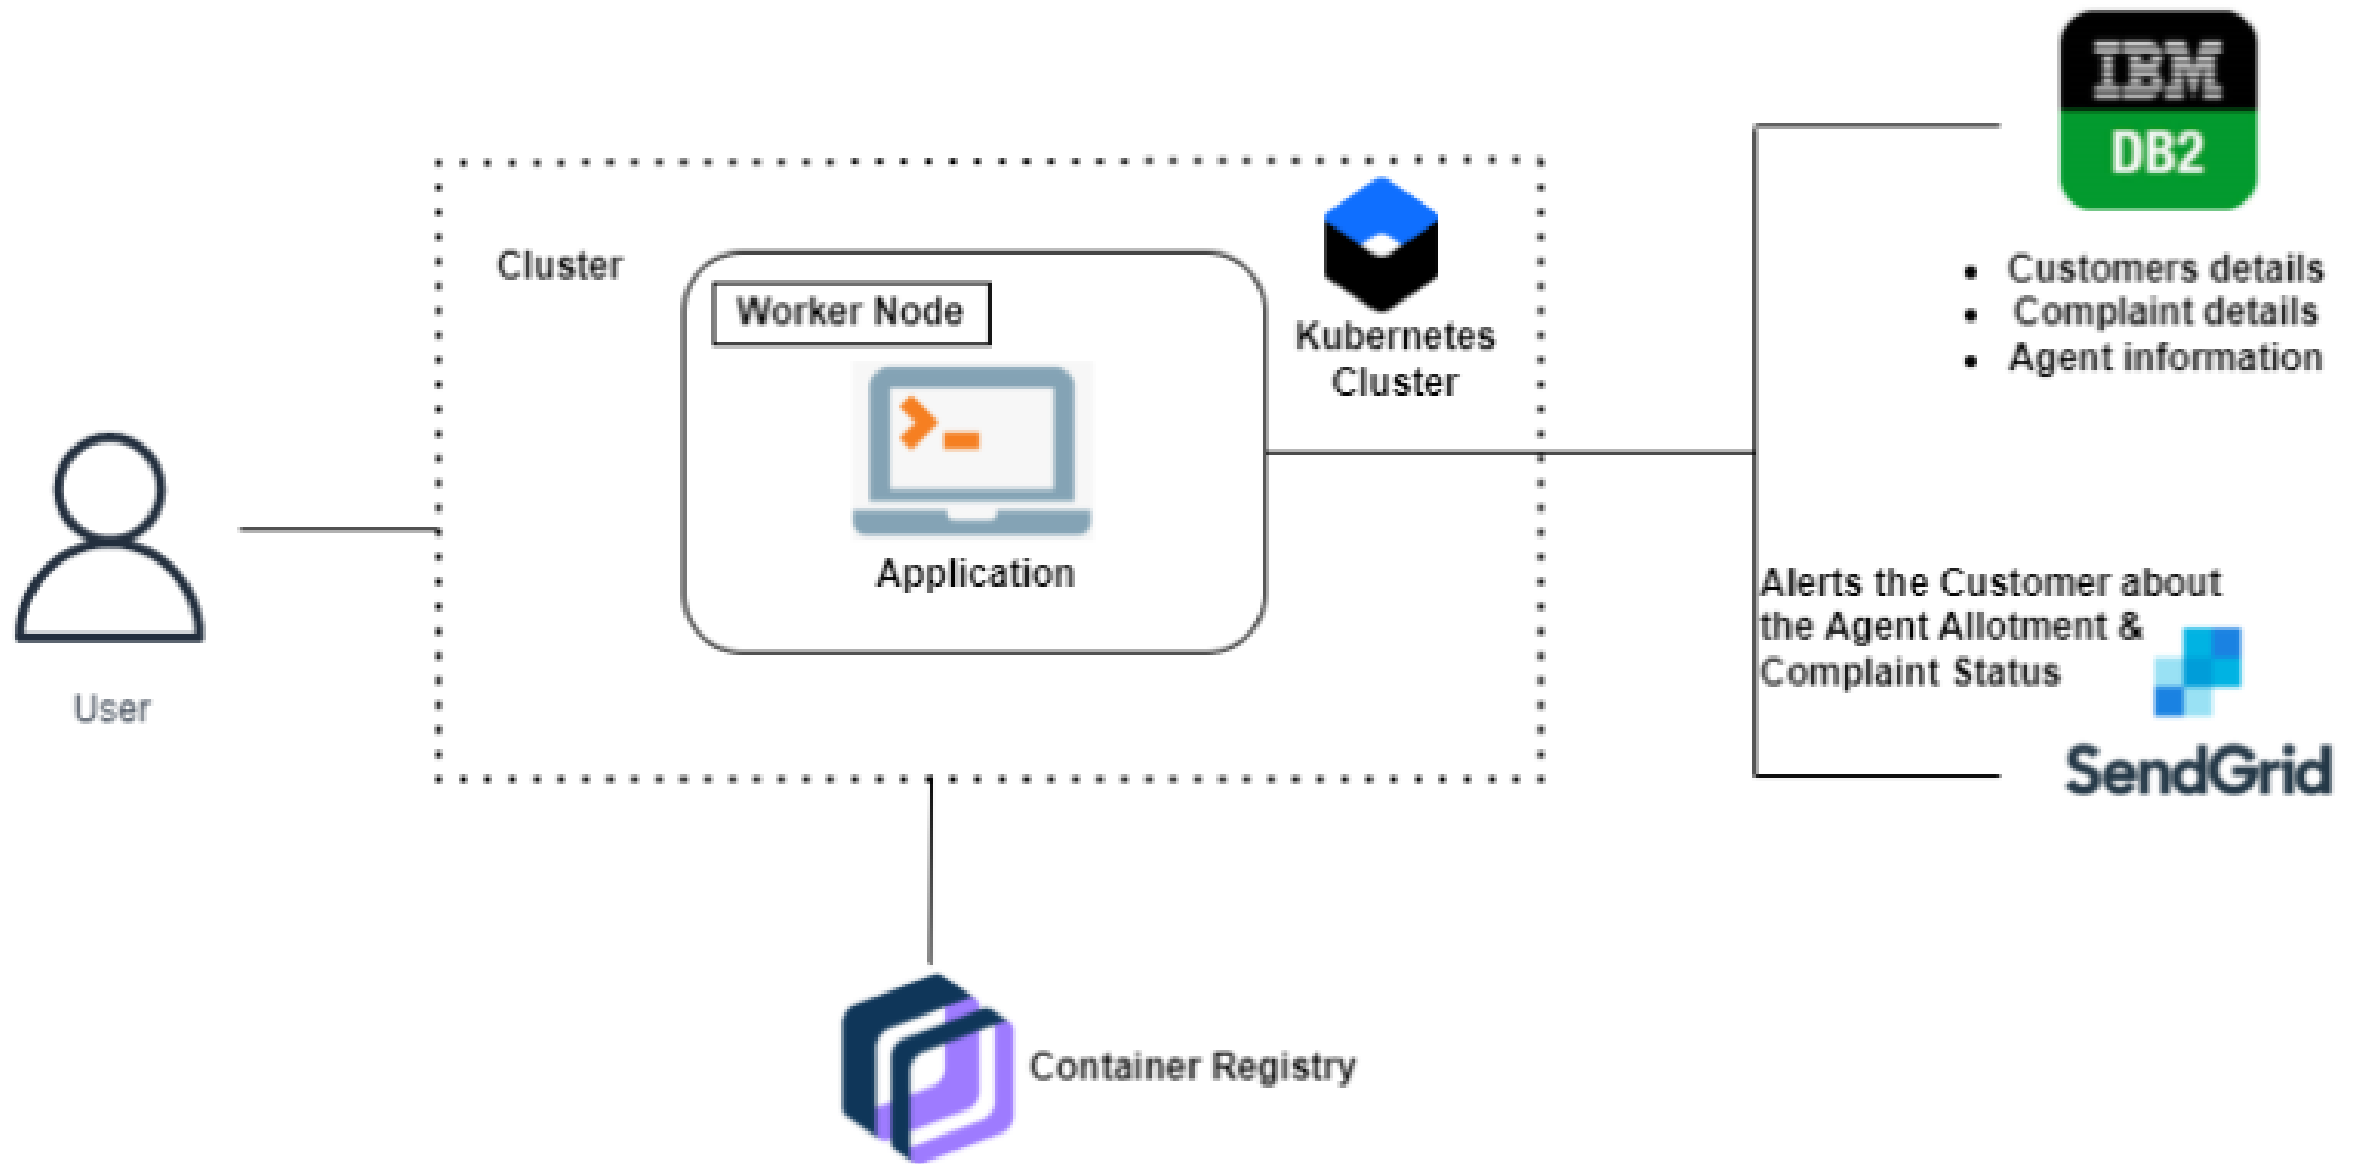 IBM
DB2
Cluster
Worker Node
Kubernetes
Cluster
Application
User
• Customers details
• Complaint details
• Agent information
Alerts the Customer about
the Agent Allotment &
Complaint Status
SendGrid
Container Registry